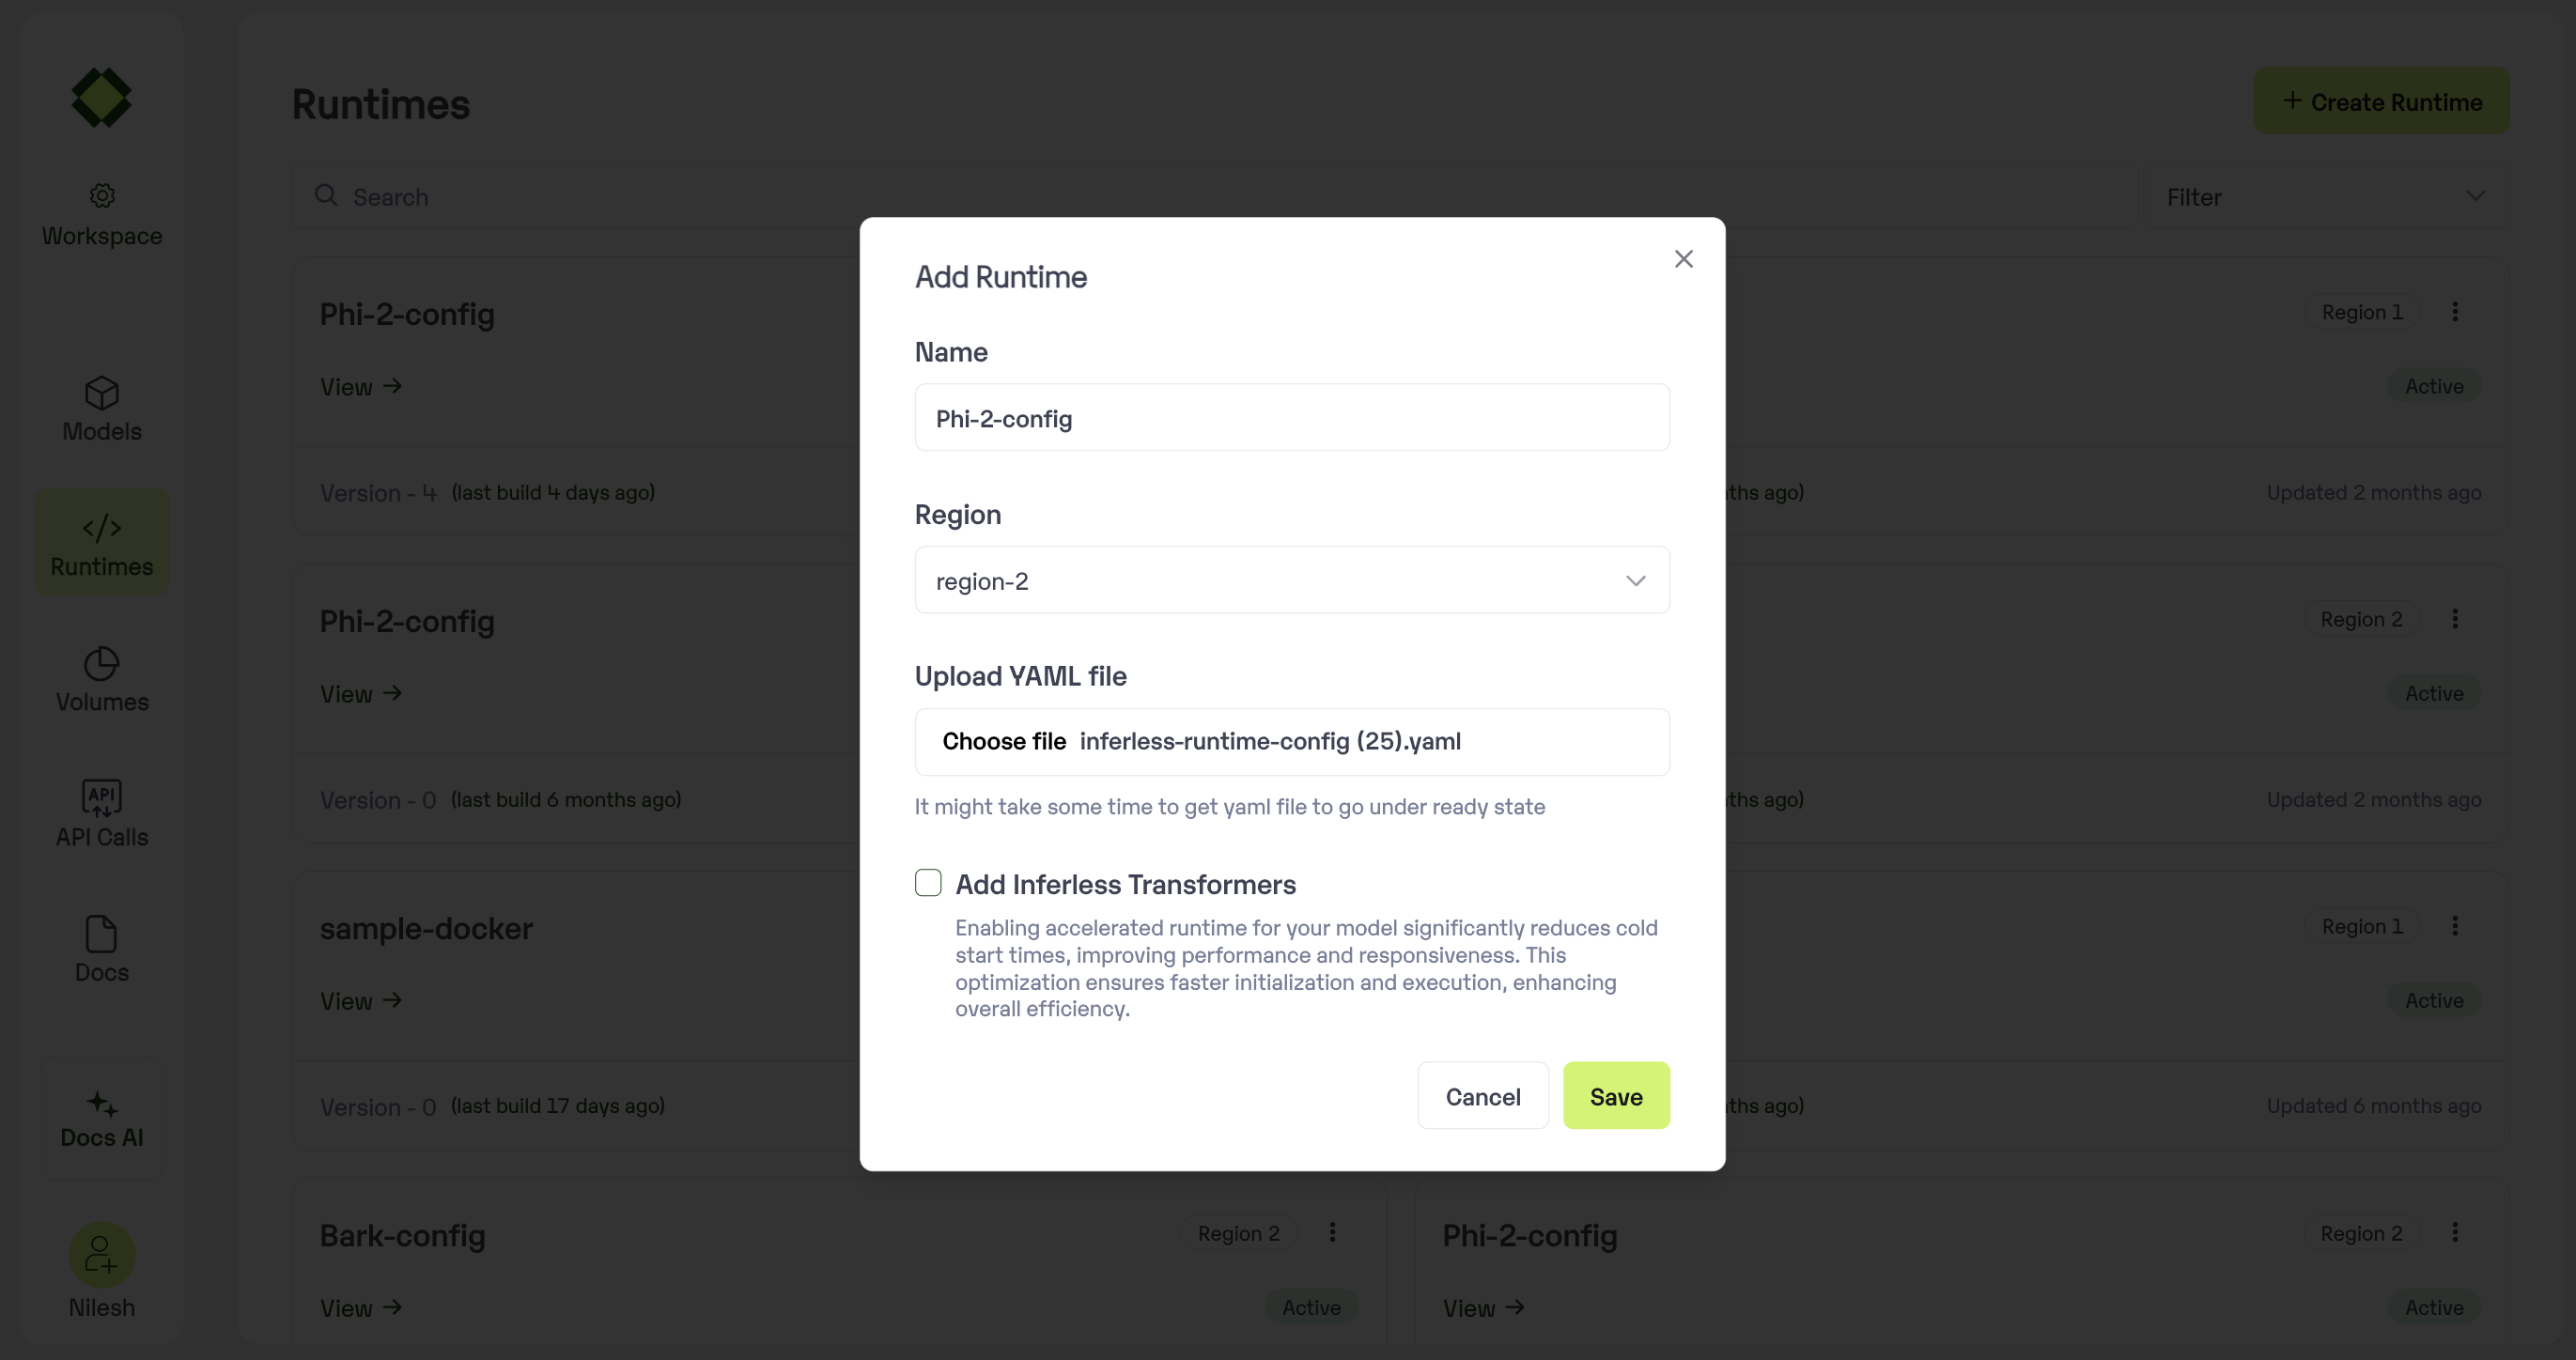 Runtimes
+ Create Runtime
Search
Filter
Workspace
Models
Runtimes
Volumes
API
API Calls
Docs
Docs AI
Nilesh
Phi-2-config
View →
Version - 4 (last build 4 days ago)
Region 1
Active
ths ago)
Updated 2 months ago
Phi-2-config
View →
Version - 0 (last build 6 months ago)
Region 2
Active
ths ago)
Updated 2 months ago
sample-docker
View →
Version - 0 (last build 17 days ago)
Region 1
Active
ths ago)
Updated 6 months ago
Bark-config
Region 2
View →
Active
Phi-2-config
Region 2
View →
Active
Add Runtime
Name
Phi-2-config
Region
region-2
Upload YAML file
Choose file inferless-runtime-config (25).yaml
It might take some time to get yaml file to go under ready state
Add Inferless Transformers
Enabling accelerated runtime for your model significantly reduces cold
start times, improving performance and responsiveness. This
optimization ensures faster initialization and execution, enhancing
overall efficiency.
Cancel
Save